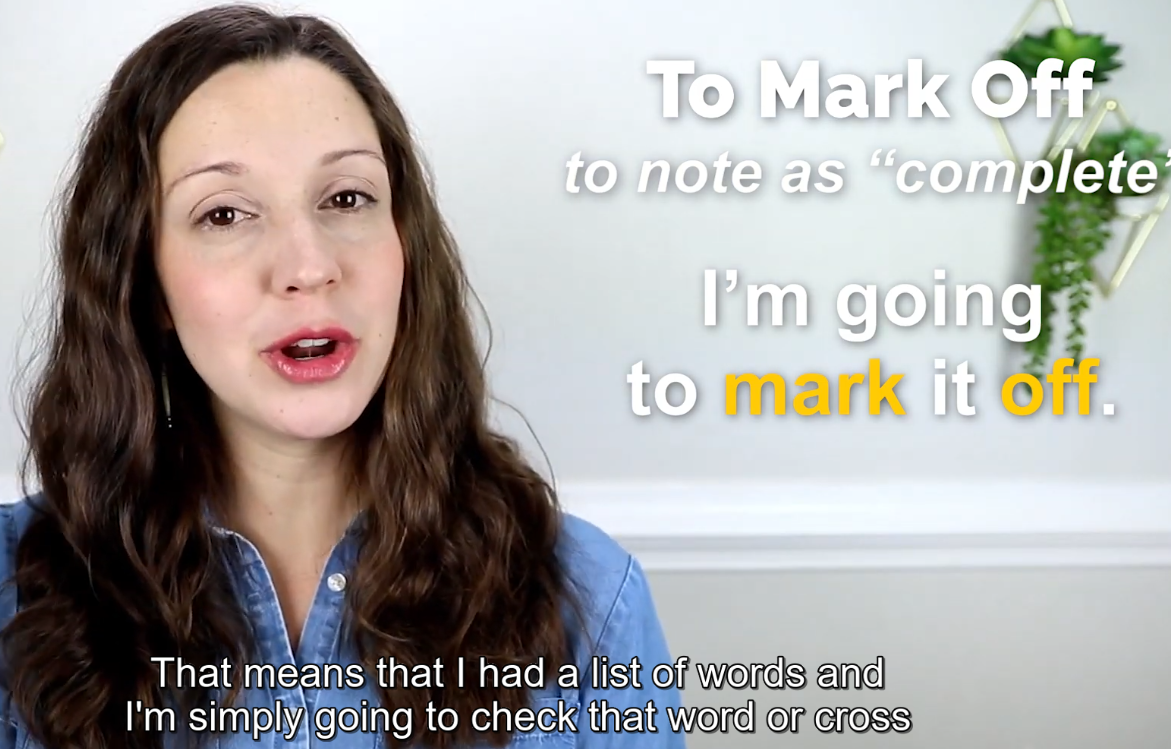 To Mark Off
to note as “complete”
I’m going
to mark it off.
That means that I had a list of words and
I'm simply going to check that word or cross